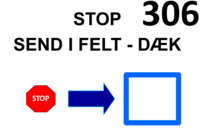 STOP 306
SEND I FELT - DÆK
STOP